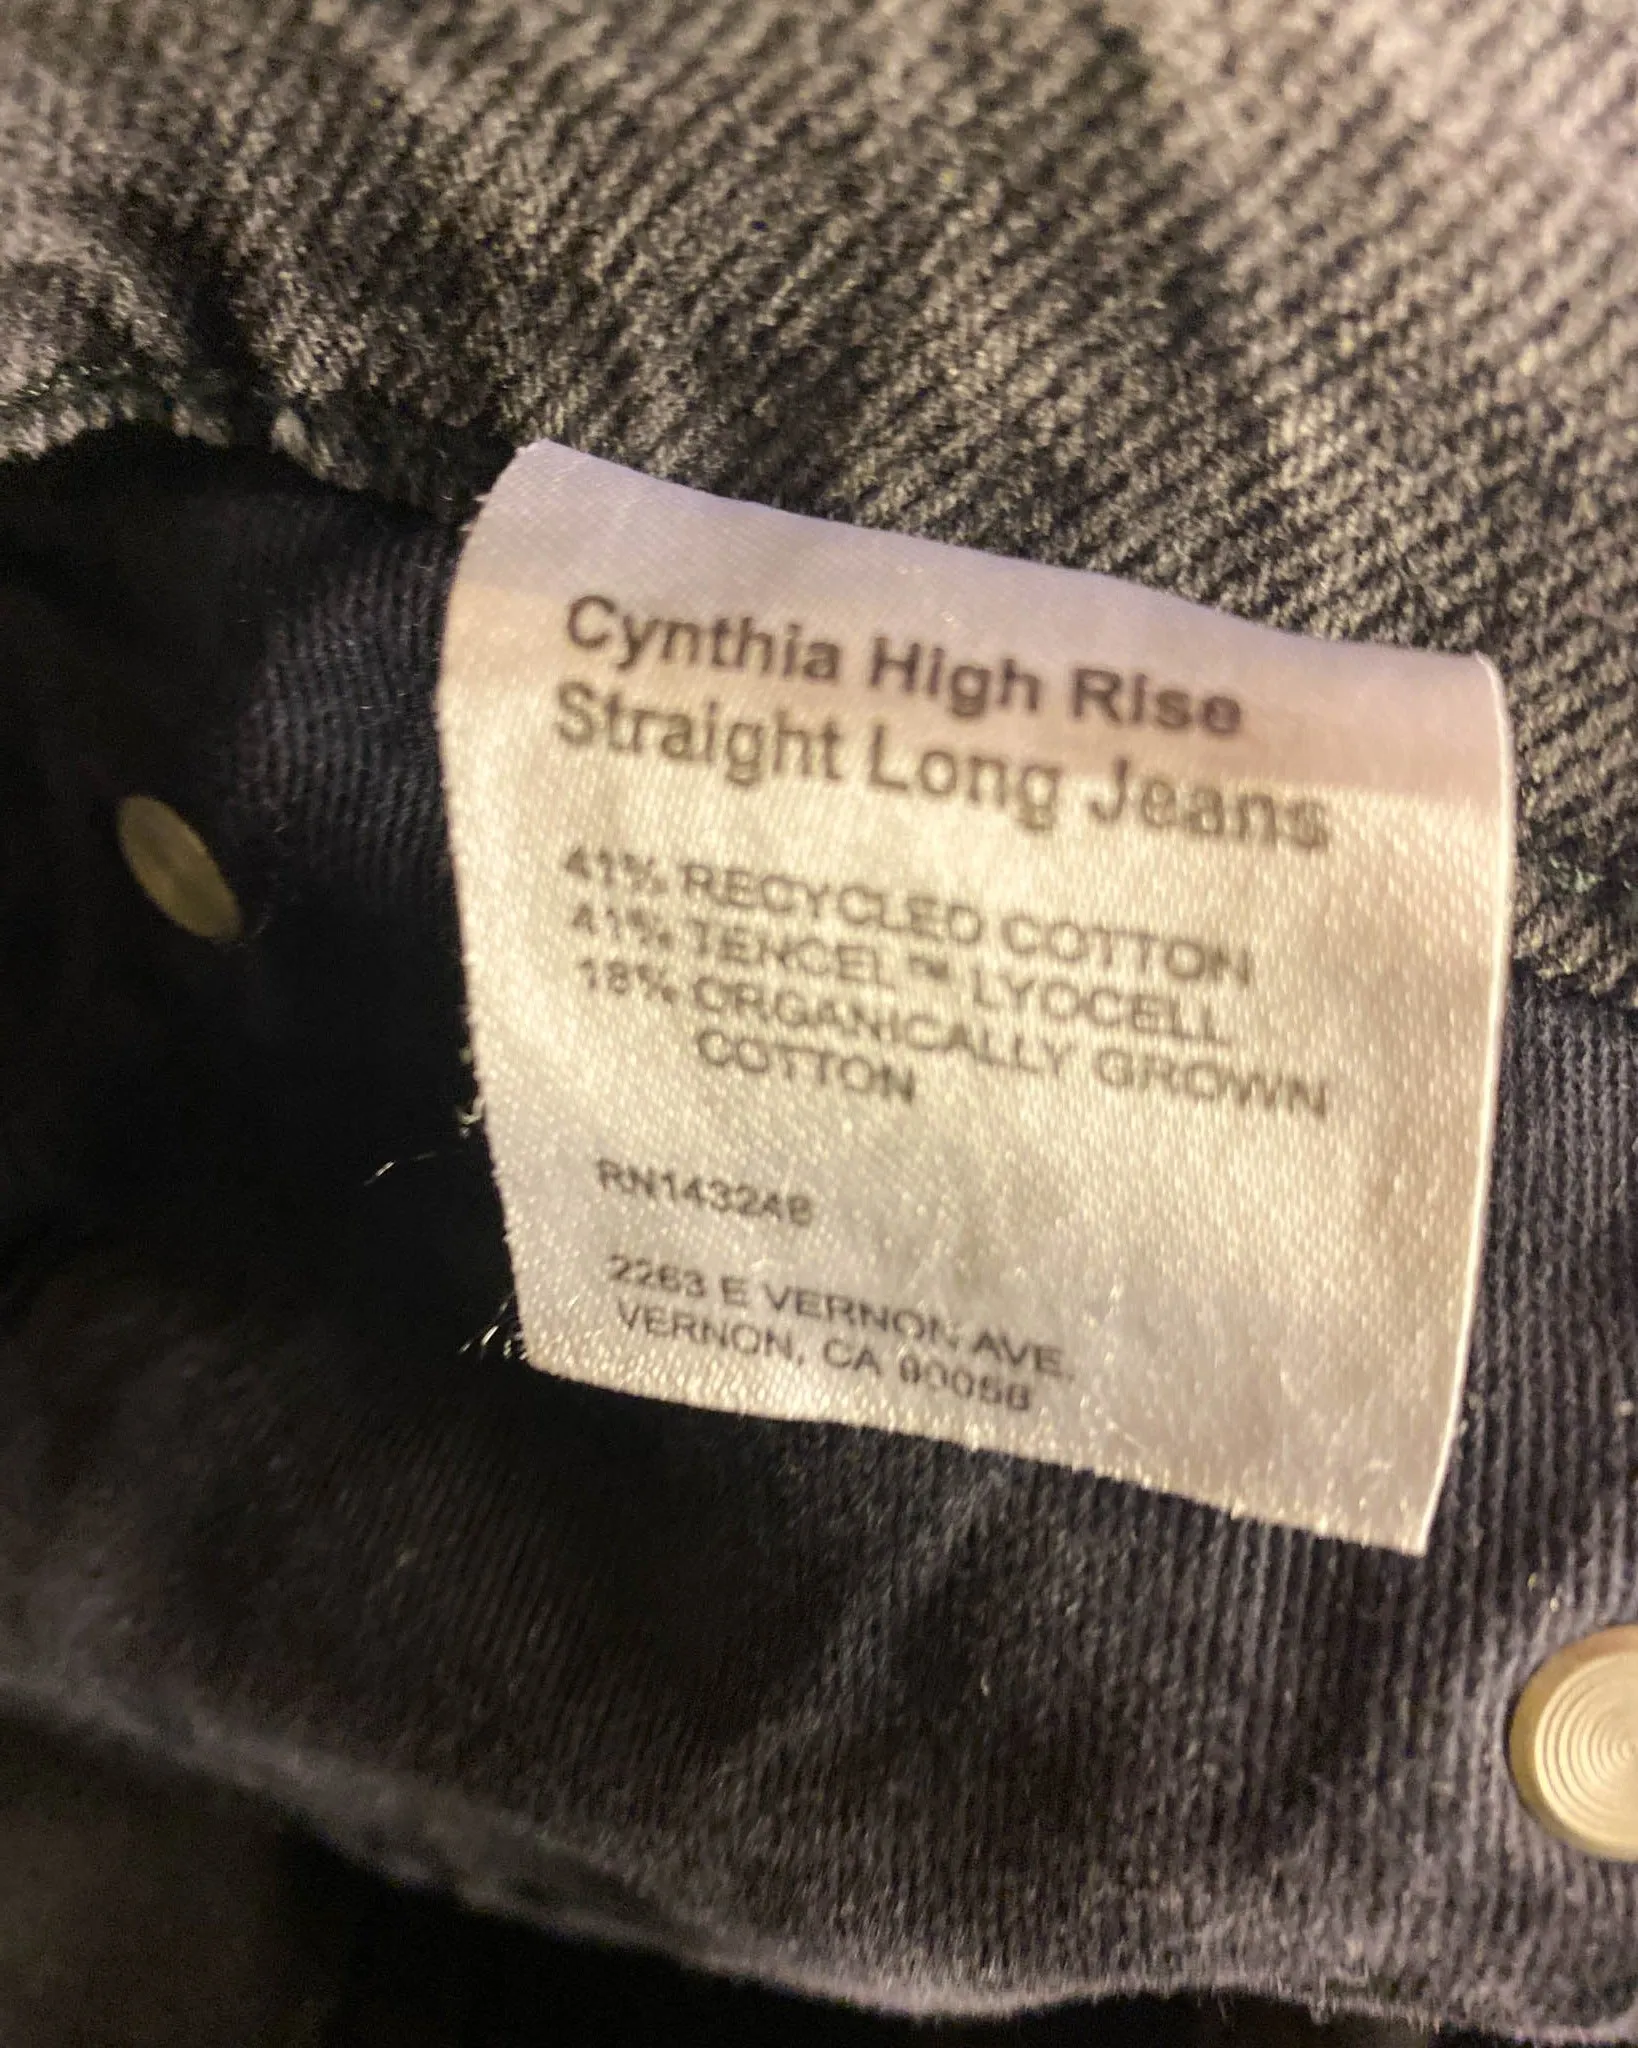 Cynthia High Rise
Straight Long Jeans
41% RECYCLED COTTON
41% TENCEL™ LYOCELL
18% ORGANICALLY GROWN
COTTON
RN143248
2263 E VERNON AVE.
VERNON, CA 90058